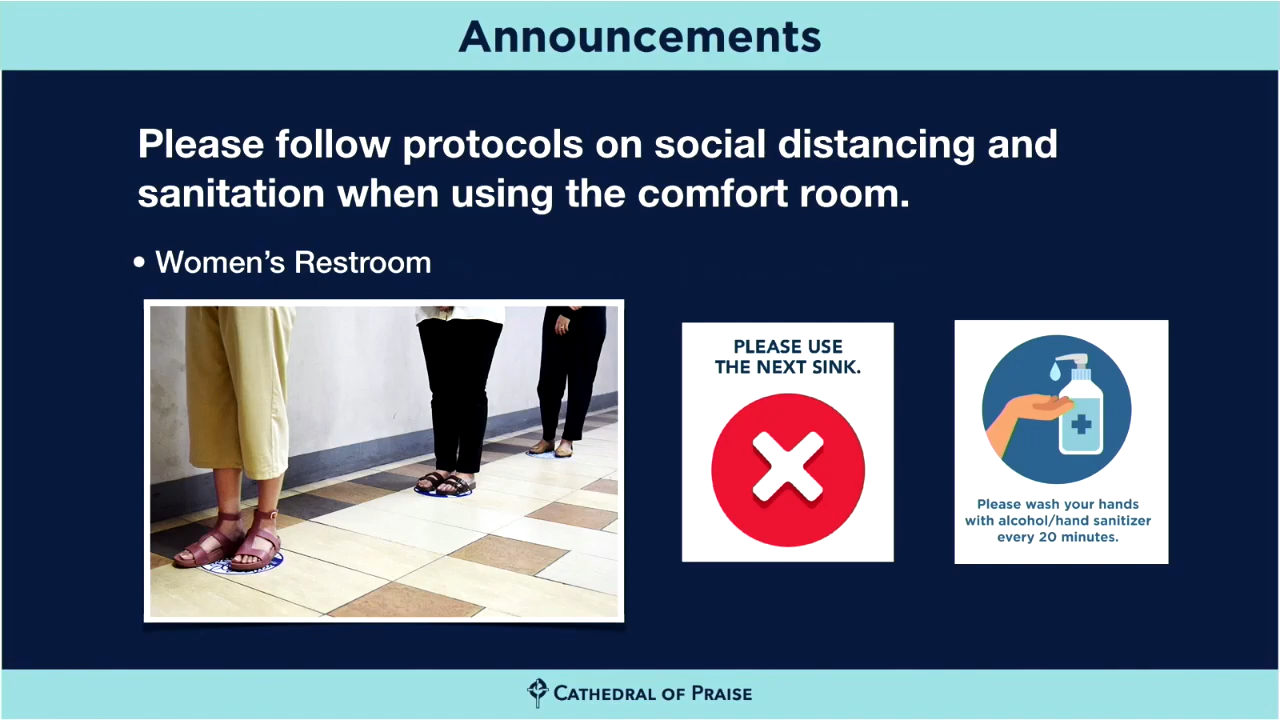 Announcements
Please follow protocols on social distancing and
sanitation when using the comfort room.
• Women's Restroom
PLEASE USE
THE NEXT SINK.
Please wash your hands
with alcohol/hand sanitizer
every 20 minutes.
CATHEDRAL OF PRAISE